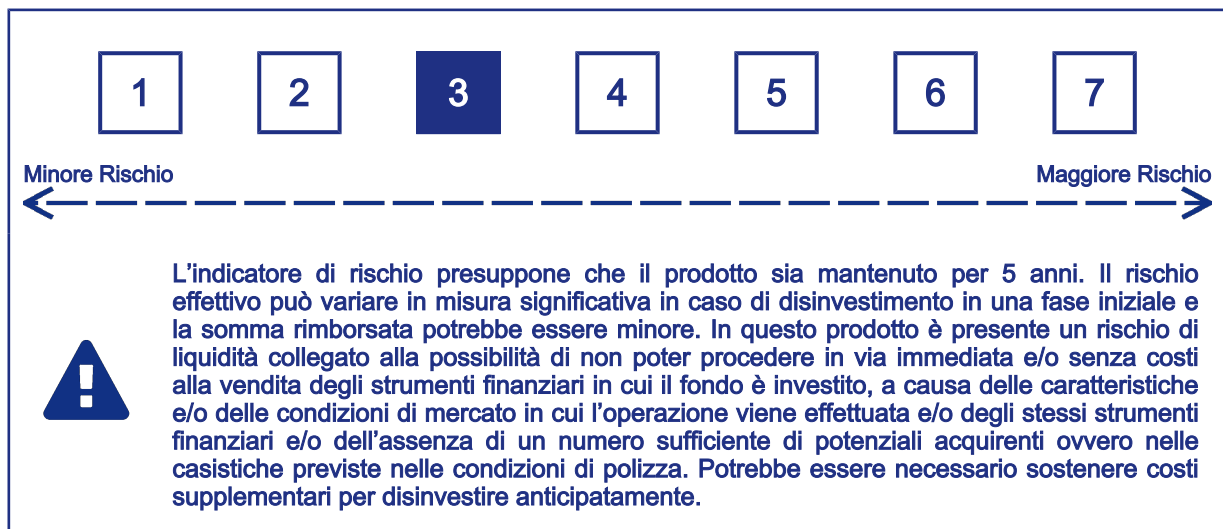 1 2 3 4 5 6 7
Minore Rischio Maggiore Rischio
L'indicatore di rischio presuppone che il prodotto sia mantenuto per 5 anni. Il rischio
effettivo può variare in misura significativa in caso di disinvestimento in una fase iniziale e
la somma rimborsata potrebbe essere minore. In questo prodotto è presente un rischio di
liquidità collegato alla possibilità di non poter procedere in via immediata e/o senza costi
alla vendita degli strumenti finanziari in cui il fondo è investito, a causa delle caratteristiche
e/o delle condizioni di mercato in cui l'operazione viene effettuata e/o degli stessi strumenti
finanziari e/o dell'assenza di un numero sufficiente di potenziali acquirenti ovvero nelle
casistiche previste nelle condizioni di polizza. Potrebbe essere necessario sostenere costi
supplementari per disinvestire anticipatamente.